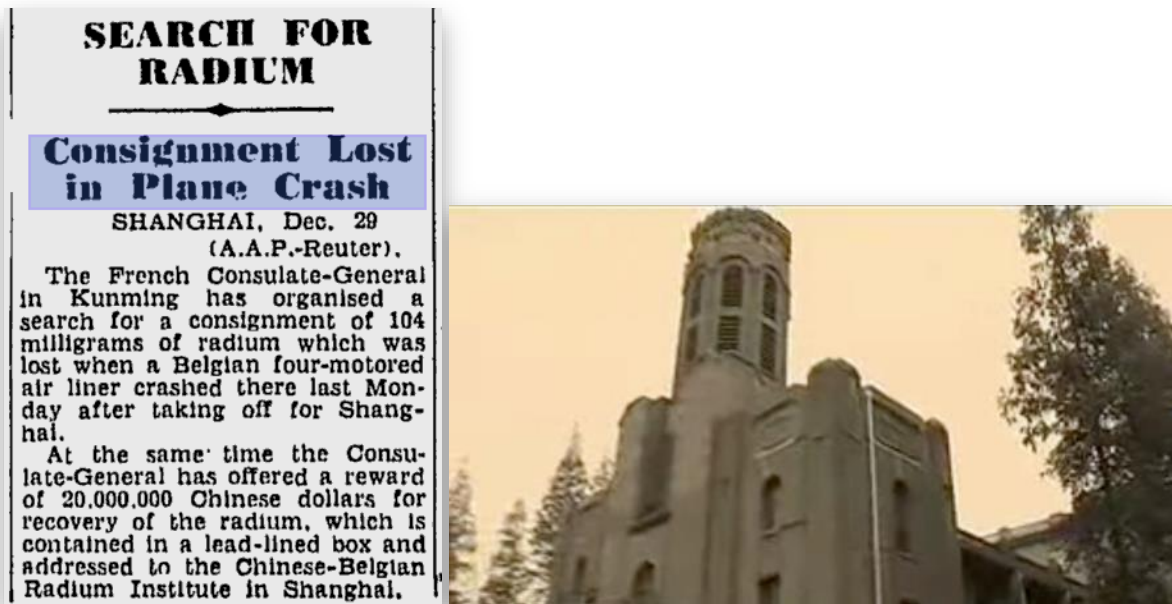 SEARCH FOR
RADIUM
Consignment Lost
in Plane Crash
SHANGHAI, Dec. 29
(A.A.P.-Reuter).
The French Consulate-General
in Kunming has organised a
search for a consignment of 104
milligrams of radium which was
lost when a Belgian four-motored
air liner crashed there last Mon-
day after taking off for Shang-
hai.
At the same time the Consu-
late-General has offered a reward
of 20,000,000 Chinese dollars for
recovery of the radium, which is
contained in a lead-lined box and
addressed to the Chinese-Belgian
Radium Institute in Shanghai.